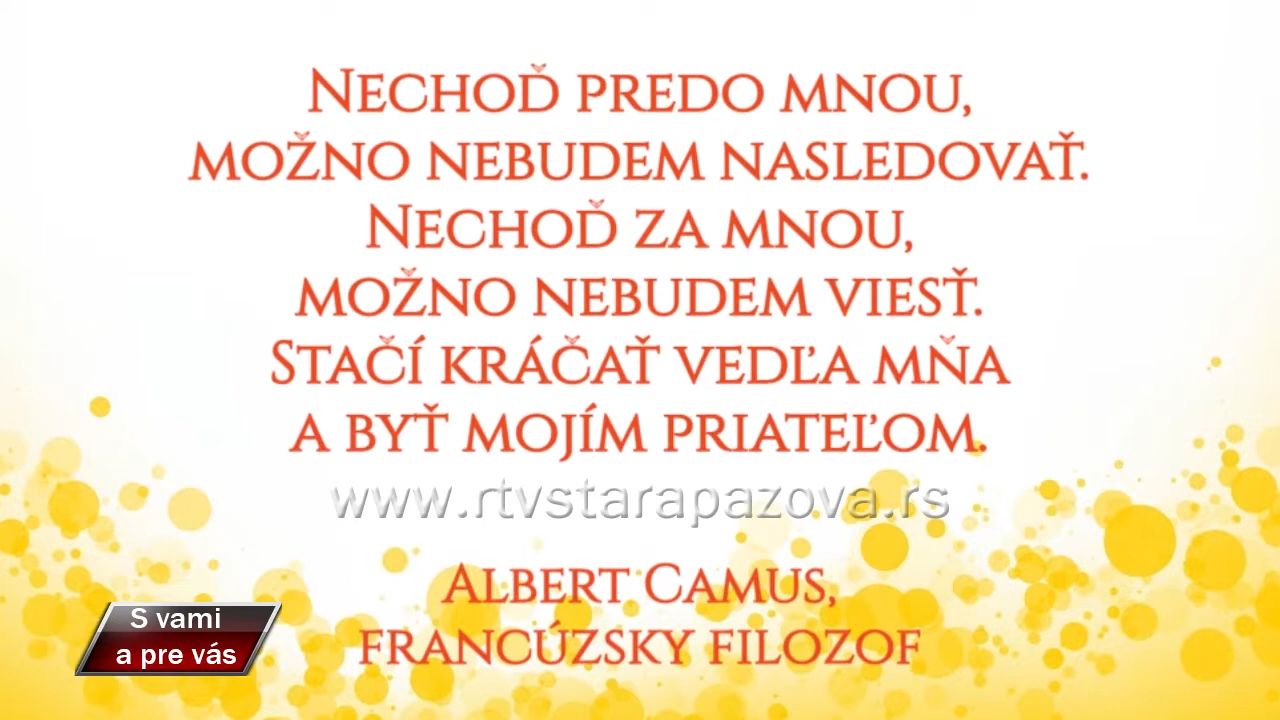 Nechoď predo mnou,
možno nebudem nasledovať.
Nechoď za mnou,
možno nebudem viesť.
Stačí kráčať vedľa mňa
a byť mojím priateľom.
www.rtvstarapazova.rs
Albert Camus,
francúzsky filozof
S vami
a pre vás